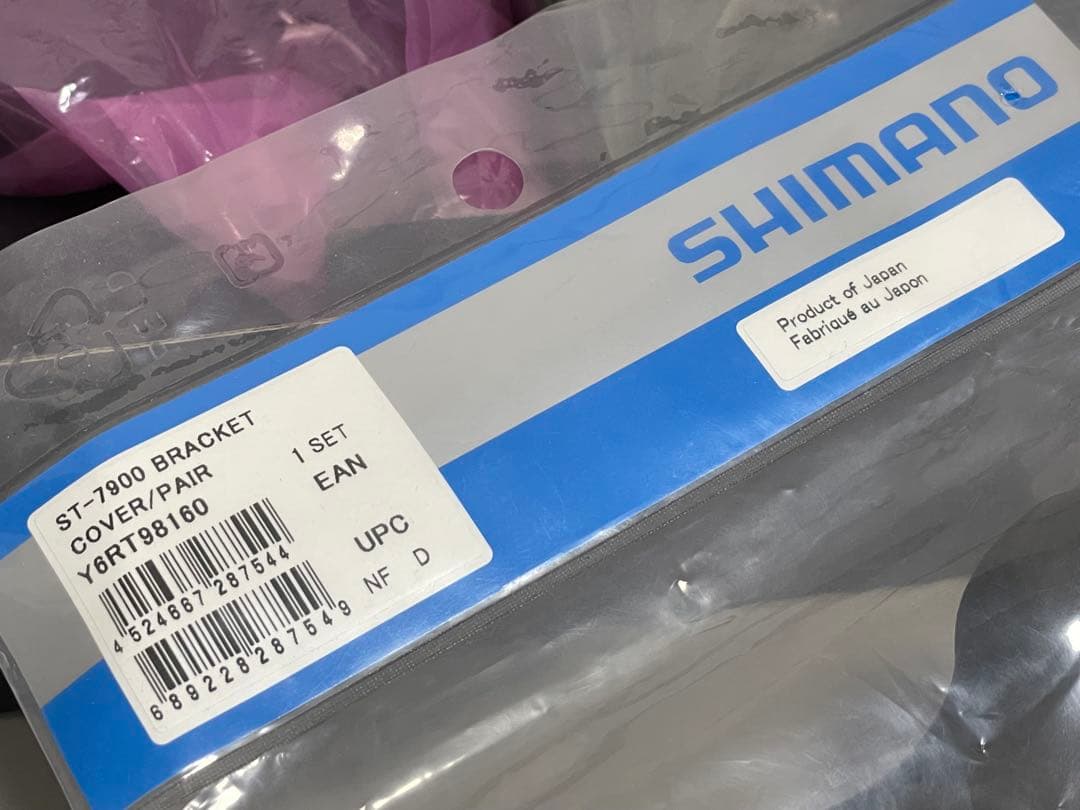 SHIMANO
Product of Japan
Fabriqué au Japon
ST-7900 BRACKET
COVER/PAIR 1 SET
Y6RT98160 EAN
4 524667 287544
UPC
6 89228 28754 9
NF D